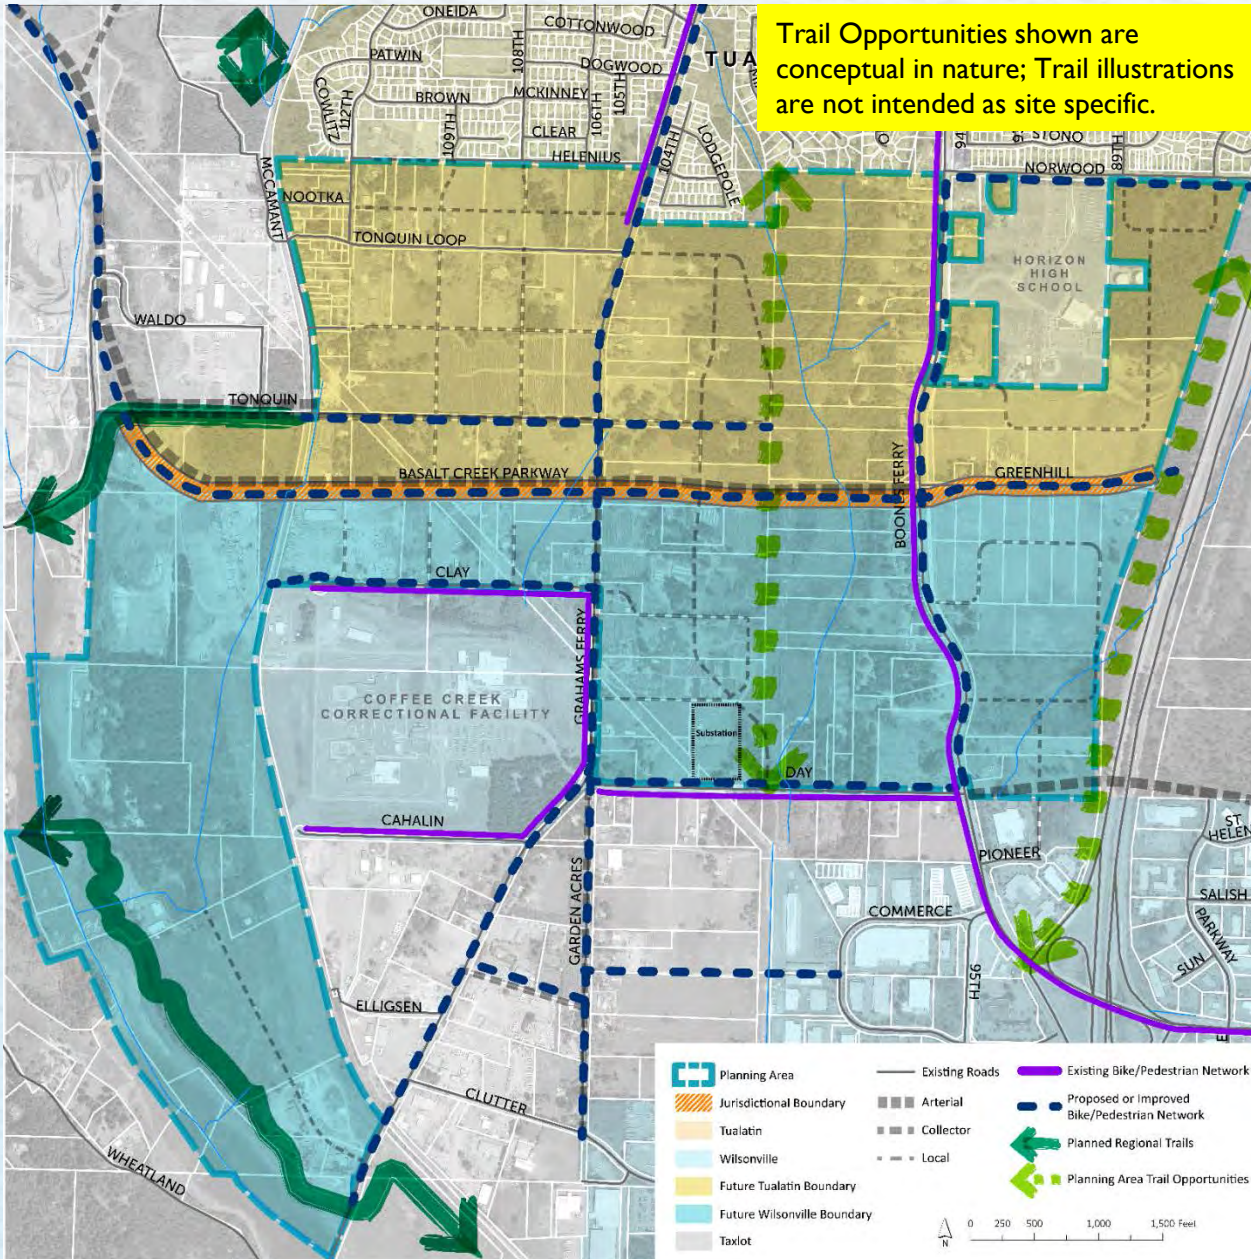 Trail Opportunities shown are
conceptual in nature; Trail illustrations
are not intended as site specific.
ONEIDA
COTTONWOOD
PATWIN
108TH
DOGWOOD
TUA
COWLITZ
112TH
BROWN
MCKINNEY
106TH
105TH
109TH
CLEAR
104TH
LODGEPOLE
HELENIUS
STONO
NORWOOD
89TH
MCCAMANT
NOOTKA
TONQUIN LOOP
HORIZON
HIGH
SCHOOL
WALDO
TONQUIN
BASALT CREEK PARKWAY
GREENHILL
BOONES FERRY
CLAY
GRAHAMS FERRY
COFFEE CREEK
CORRECTIONAL FACILITY
Substation
DAY
CAHALIN
PIONEER
ST
HELEN
GARDEN ACRES
COMMERCE
SALISH
PARKWAY
SUN
95TH
ELLIGSEN
CLUTTER
WHEATLAND
Planning Area
Jurisdictional Boundary
Tualatin
Wilsonville
Future Tualatin Boundary
Future Wilsonville Boundary
Taxlot
Existing Roads
Arterial
Collector
Local
Existing Bike/Pedestrian Network
Proposed or Improved
Bike/Pedestrian Network
Planned Regional Trails
Planning Area Trail Opportunities
N
0 250 500 1,000 1,500 Feet